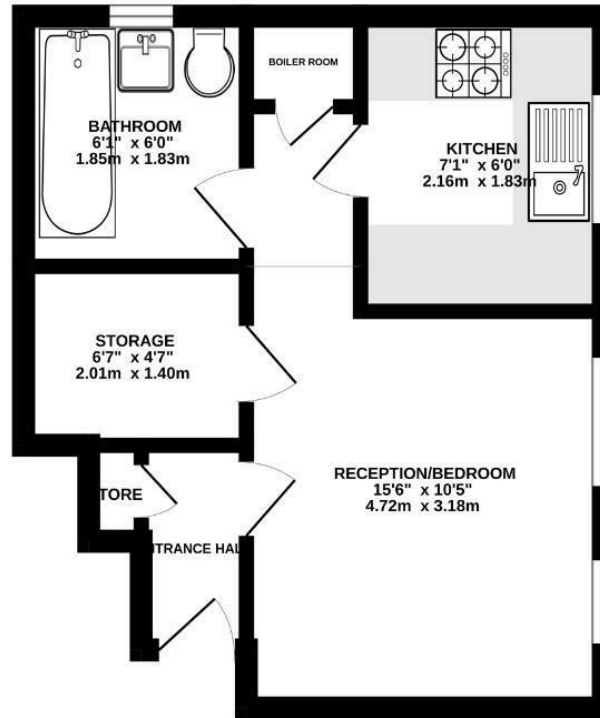 BOILER ROOM
BATHROOM
6'1" x 6'0"
1.85m x 1.83m
KITCHEN
7'1" x 6'0"
2.16m x 1.83m
STORAGE
6'7" x 4'7"
2.01m x 1.40m
RECEPTION/BEDROOM
15'6" x 10'5"
4.72m x 3.18m
TORE
NTRANCE HAL